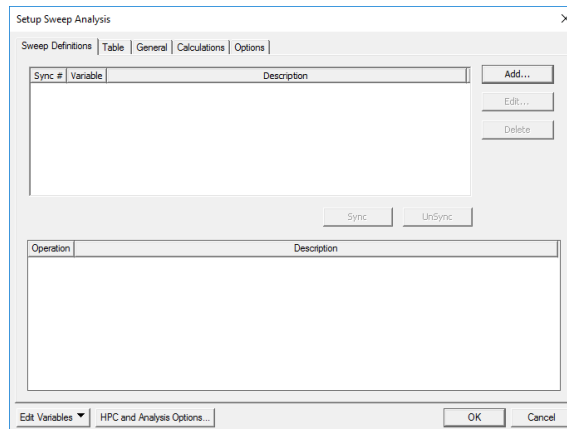 Setup Sweep Analysis
Sweep Definitions Table General Calculations Options
Sync # Variable Description
Add...
Edit...
Delete
Sync UnSync
Operation Description
Edit Variables HPC and Analysis Options... OK Cancel